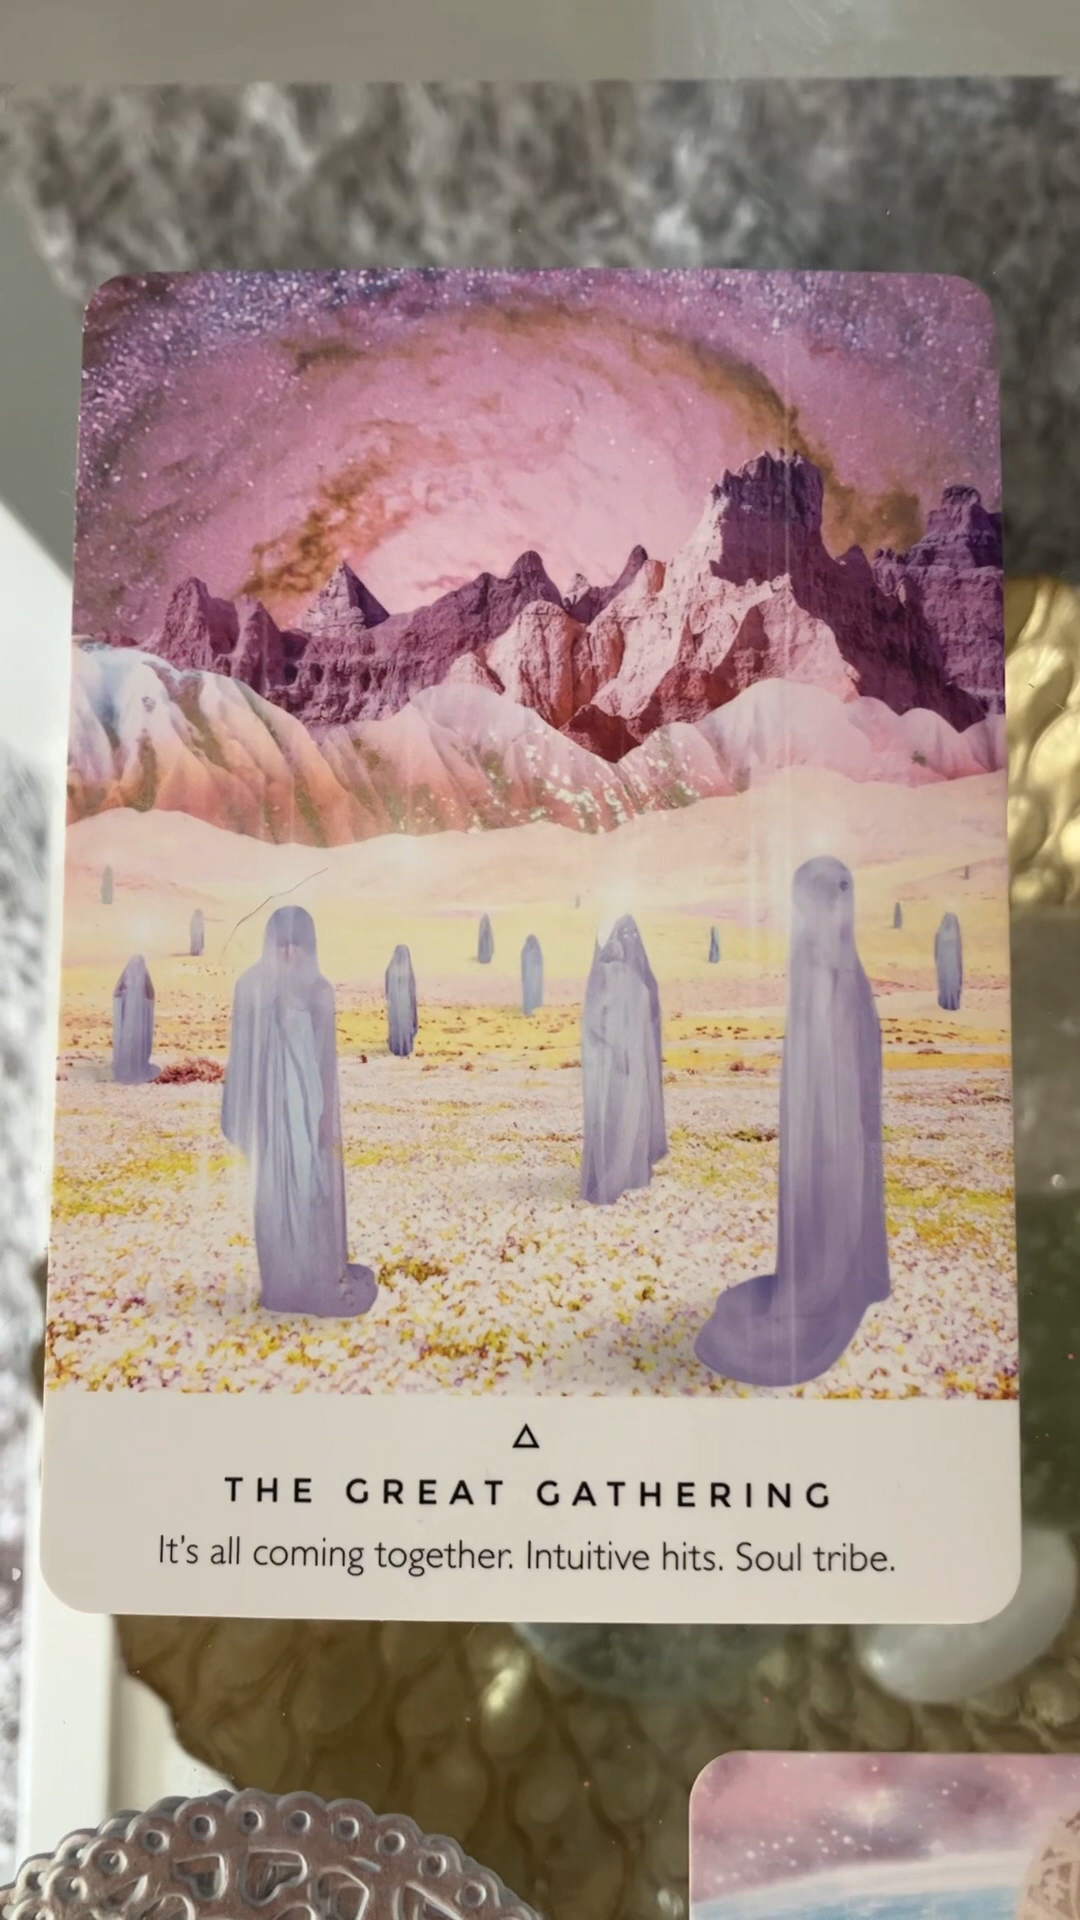 THE GREAT GATHERING
It's all coming together. Intuitive hits. Soul tribe.